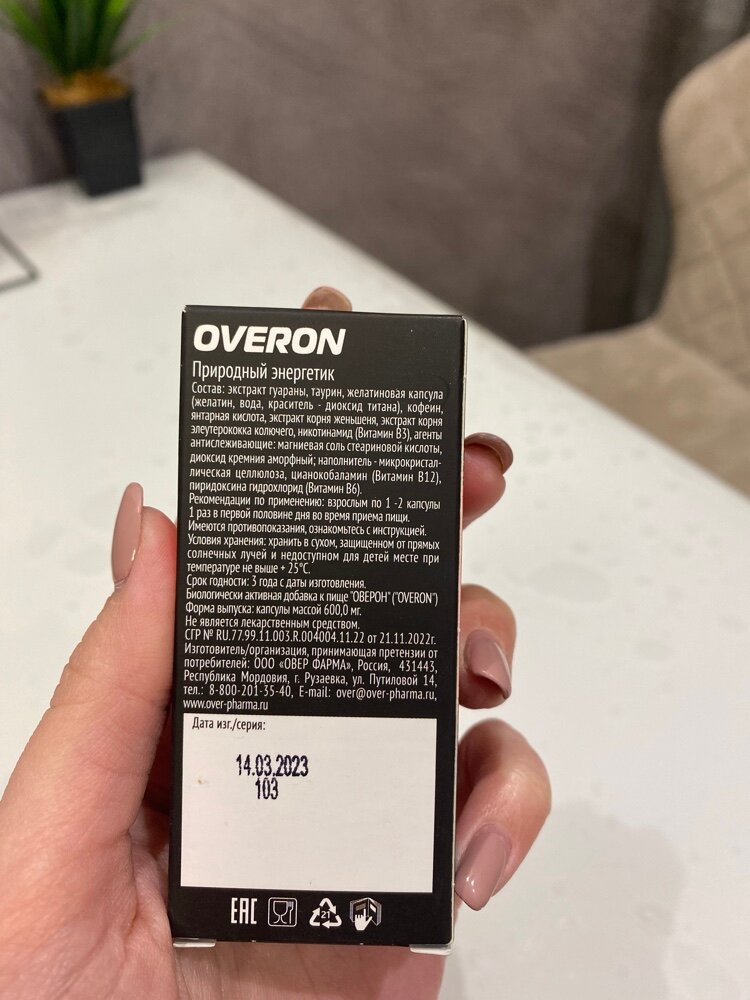 OVERON
Природный энергетик
Состав: экстракт гуараны, таурин, желатиновая капсула
(желатин, вода, краситель - диоксид титана), кофеин,
янтарная кислота, экстракт корня женьшеня, экстракт корня
элеутерококка колючего, никотинамид (Витамин В3), агенты
антислеживающие: магниевая соль стеариновой кислоты,
диоксид кремния аморфный; наполнитель - микрокристал-
лическая целлюлоза, цианокобаламин (Витамин В12),
пиридоксина гидрохлорид (Витамин В6).
Рекомендации по применению: взрослым по 1 -2 капсулы
1 раз в первой половине дня во время приема пищи.
Имеются противопоказания, ознакомьтесь с инструкцией.
Условия хранения: хранить в сухом, защищенном от прямых
солнечных лучей и недоступном для детей месте при
температуре не выше + 25°С.
Срок годности: 3 года с даты изготовления.
Биологически активная добавка к пище "ОВЕРОН" ("OVERON")
Форма выпуска: капсулы массой 600,0 мг.
Не является лекарственным средством.
СГР № RU.77.99.11.003.R.004004.11.22 от 21.11.2022г.
Изготовитель/организация, принимающая претензии от
потребителей: ООО «ОВЕР ФАРМА», Россия, 431443,
Республика Мордовия, г. Рузаевка, ул. Путиловой 14,
тел.: 8-800-201-35-40, E-mail: over@over-pharma.ru,
www.over-pharma.ru
Дата изг./серия:
14.03.2023
103
EAC
21